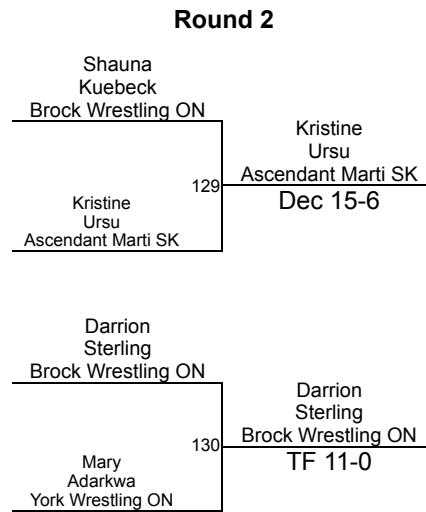 Round 2
Shauna
Kuebeck
Brock Wrestling ON
129
Kristine
Ursu
Ascendant Marti SK
Kristine
Ursu
Ascendant Marti SK
Dec 15-6
Darrion
Sterling
Brock Wrestling ON
130
Mary
Adarkwa
York Wrestling ON
Darrion
Sterling
Brock Wrestling ON
TF 11-0